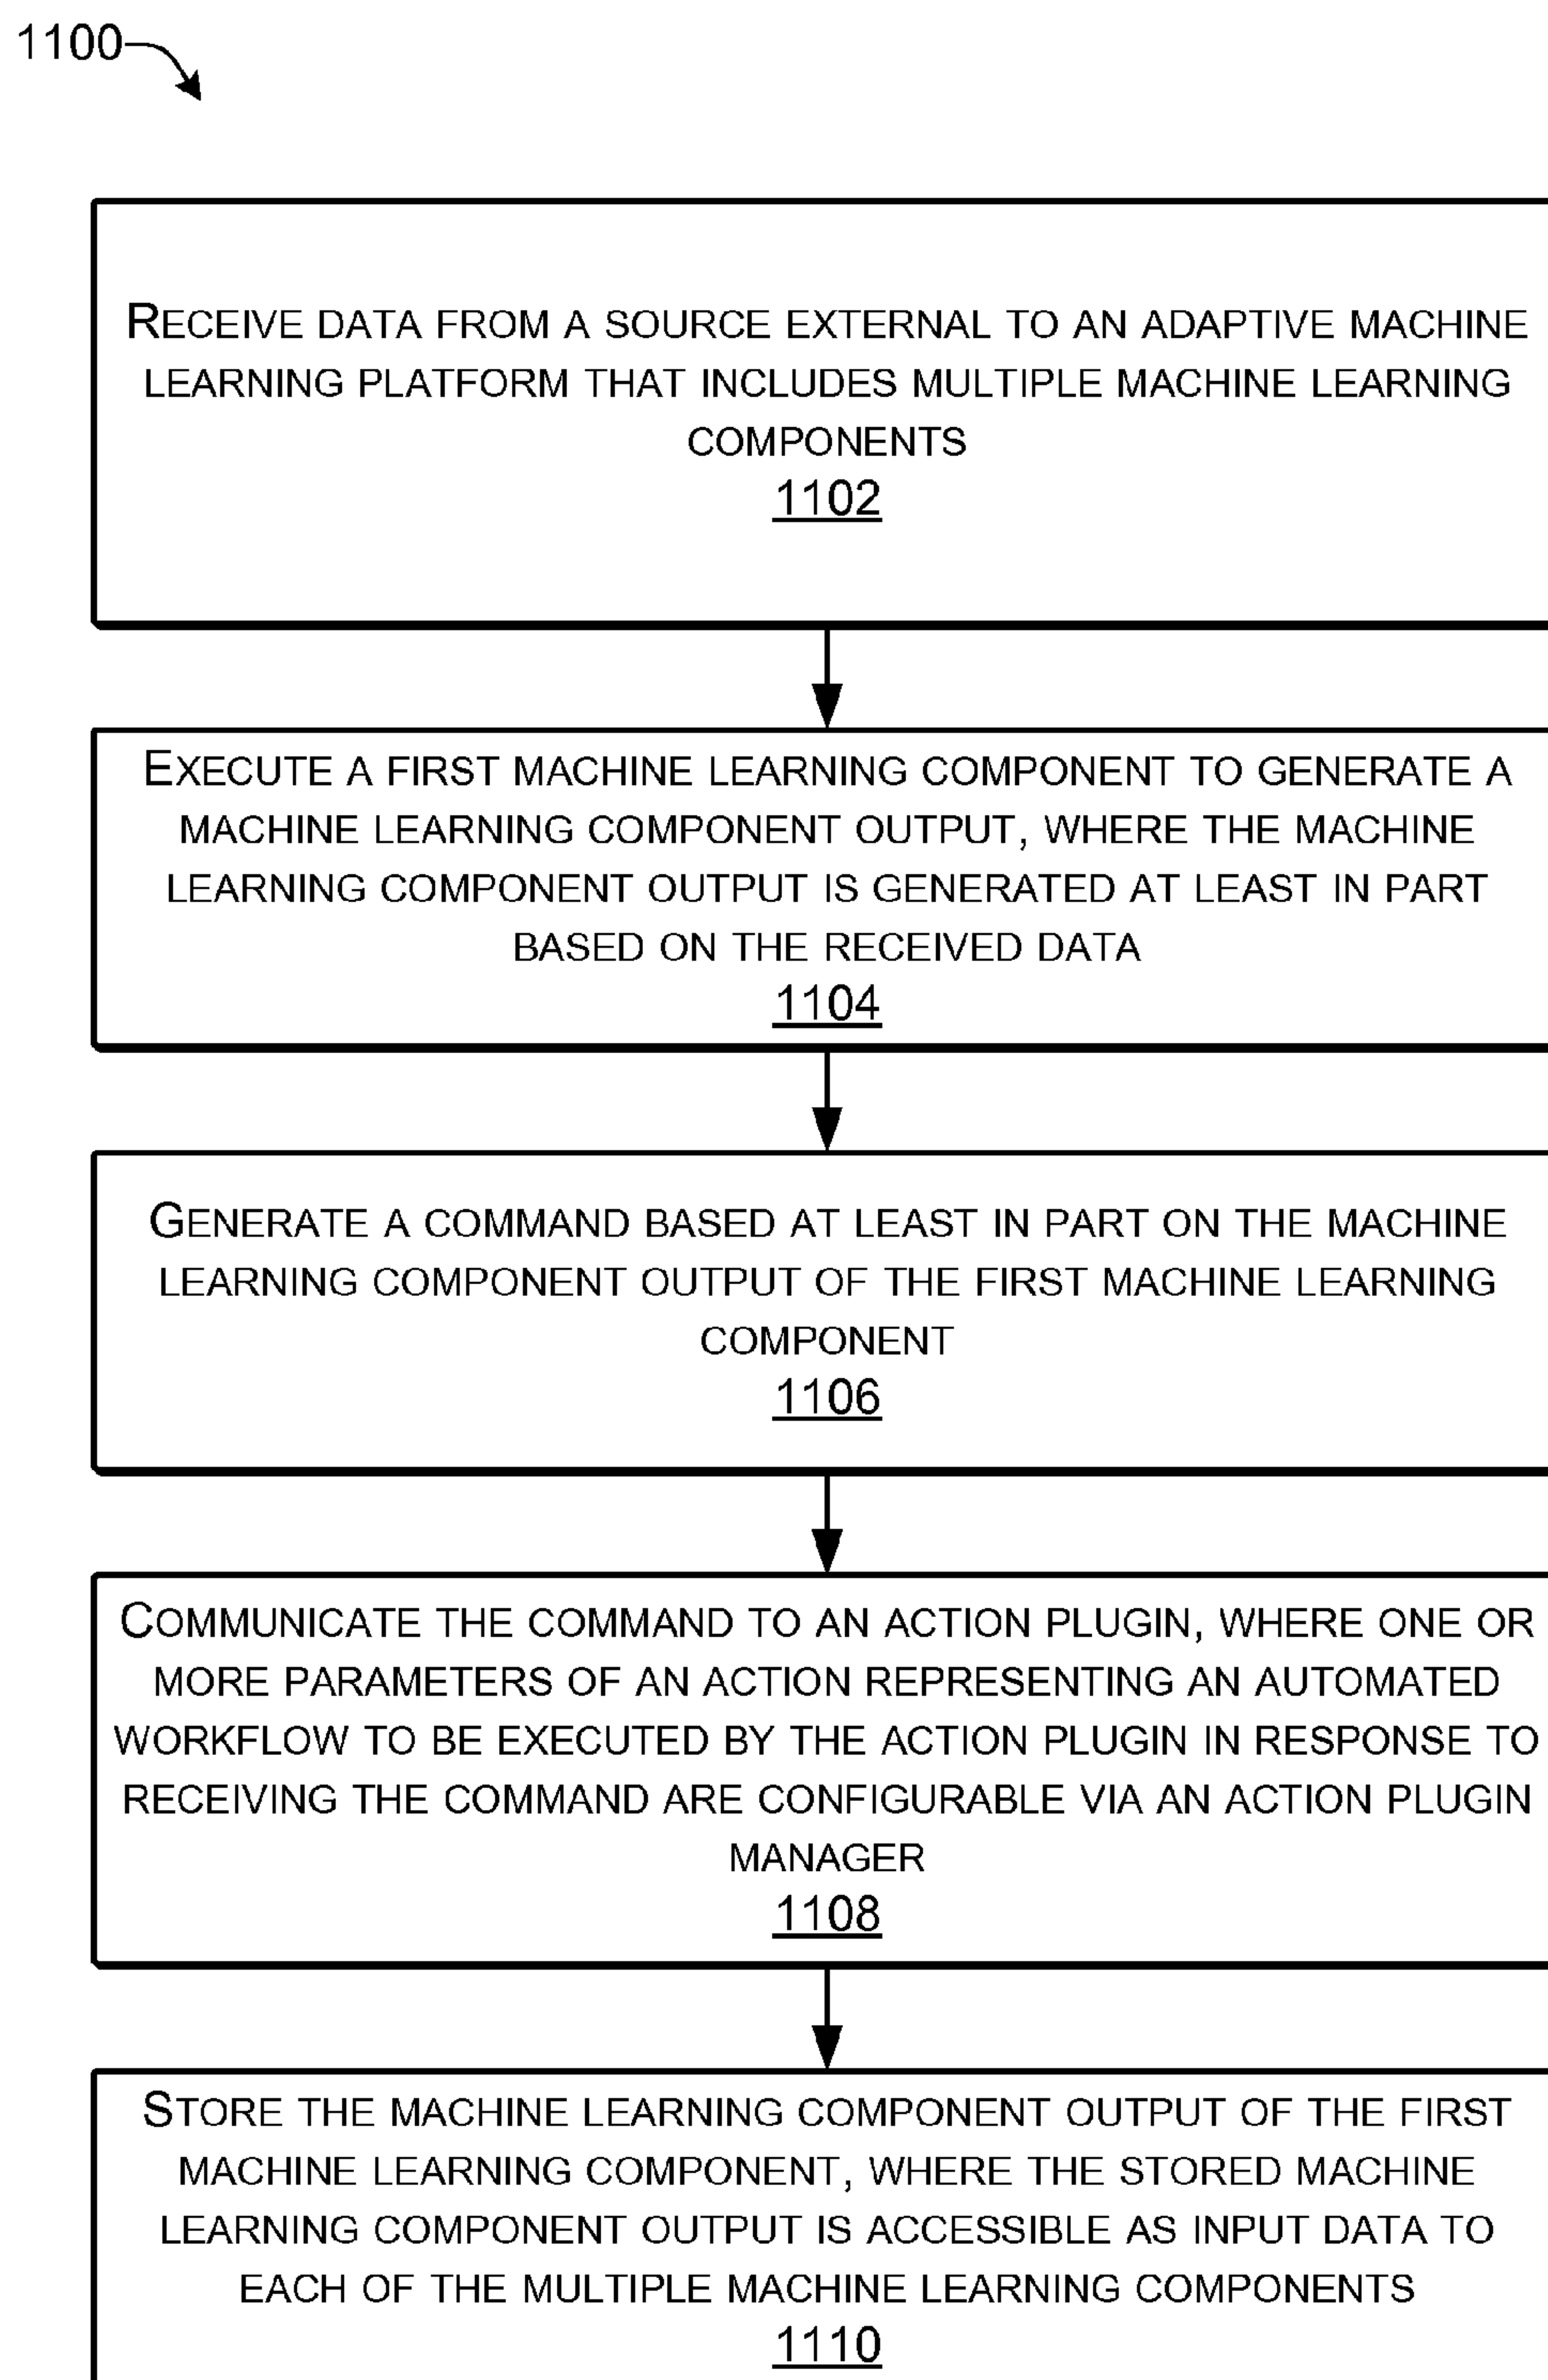 1100
RECEIVE DATA FROM A SOURCE EXTERNAL TO AN ADAPTIVE MACHINE
LEARNING PLATFORM THAT INCLUDES MULTIPLE MACHINE LEARNING
COMPONENTS
1102
EXECUTE A FIRST MACHINE LEARNING COMPONENT TO GENERATE A
MACHINE LEARNING COMPONENT OUTPUT, WHERE THE MACHINE
LEARNING COMPONENT OUTPUT IS GENERATED AT LEAST IN PART
BASED ON THE RECEIVED DATA
1104
GENERATE A COMMAND BASED AT LEAST IN PART ON THE MACHINE
LEARNING COMPONENT OUTPUT OF THE FIRST MACHINE LEARNING
COMPONENT
1106
COMMUNICATE THE COMMAND TO AN ACTION PLUGIN, WHERE ONE OR
MORE PARAMETERS OF AN ACTION REPRESENTING AN AUTOMATED
WORKFLOW TO BE EXECUTED BY THE ACTION PLUGIN IN RESPONSE TO
RECEIVING THE COMMAND ARE CONFIGURABLE VIA AN ACTION PLUGIN
MANAGER
1108
STORE THE MACHINE LEARNING COMPONENT OUTPUT OF THE FIRST
MACHINE LEARNING COMPONENT, WHERE THE STORED MACHINE
LEARNING COMPONENT OUTPUT IS ACCESSIBLE AS INPUT DATA TO
EACH OF THE MULTIPLE MACHINE LEARNING COMPONENTS
1110